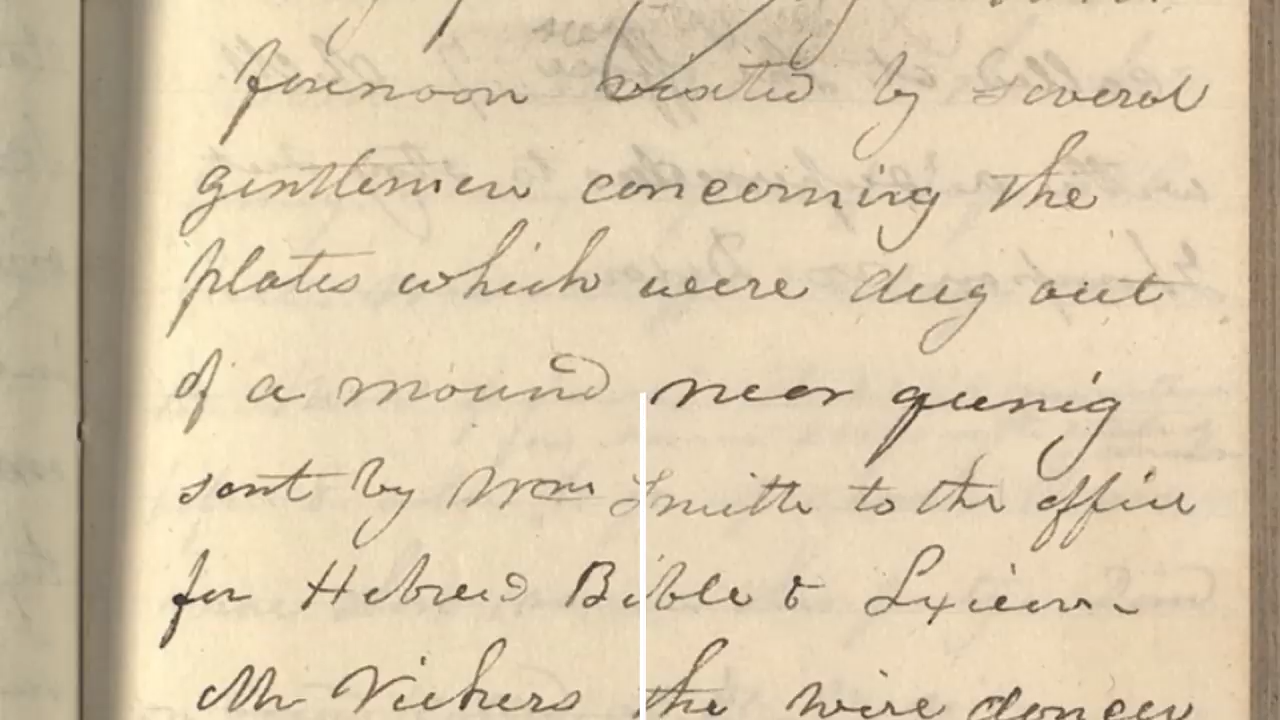 forenoon visited by several
gentlemen concerning the
plates which were dug out
of a mound near quinig
sent by Wm Smith to the office
for Hebrew Bible & Lexicon
Mr Vickers the wire dancer